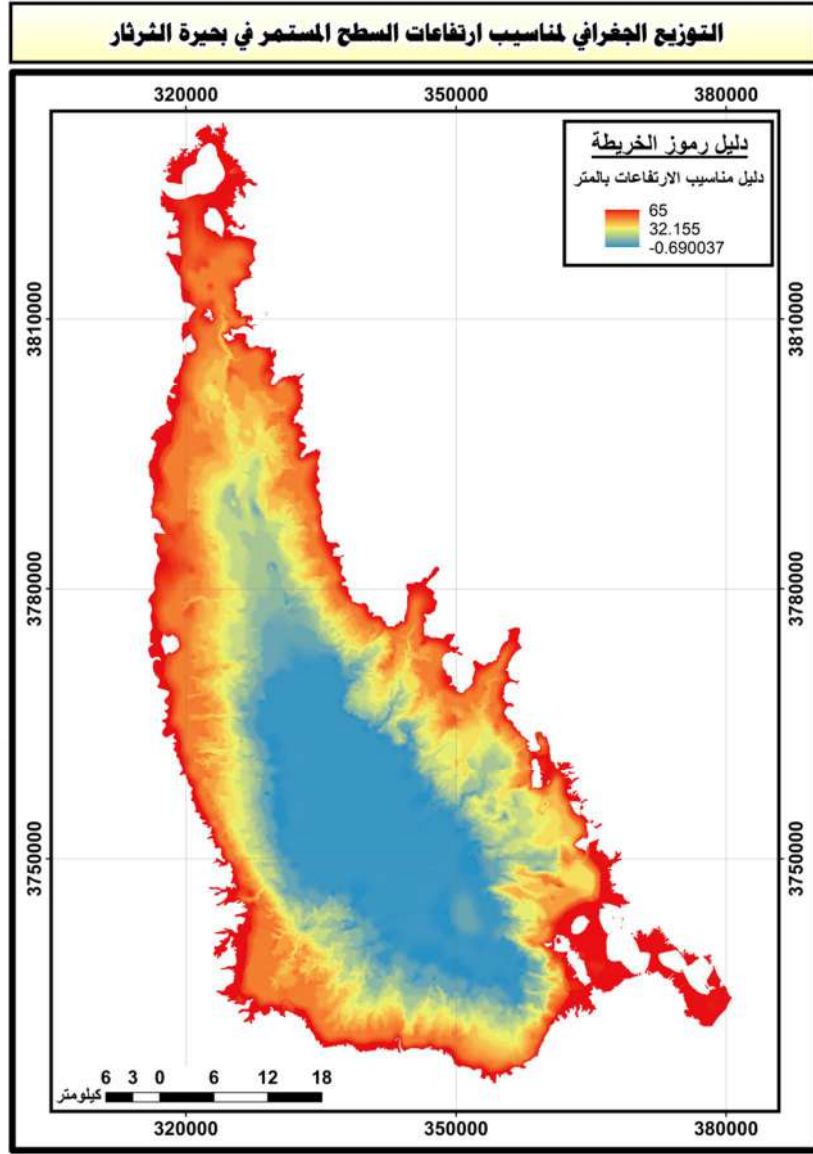 التوزيع الجغرافي لمناسيب ارتفاعات السطح المستمر في بحيرة الثرثار
320000 350000 380000
دليل رموز الخريطة
دليل مناسيب الارتفاعات بالمتر
65
32.155
-0.690037
3810000 3810000
3780000 3780000
3750000 3750000
6 3 0 6 12 18
كيلومتر
320000 350000 380000